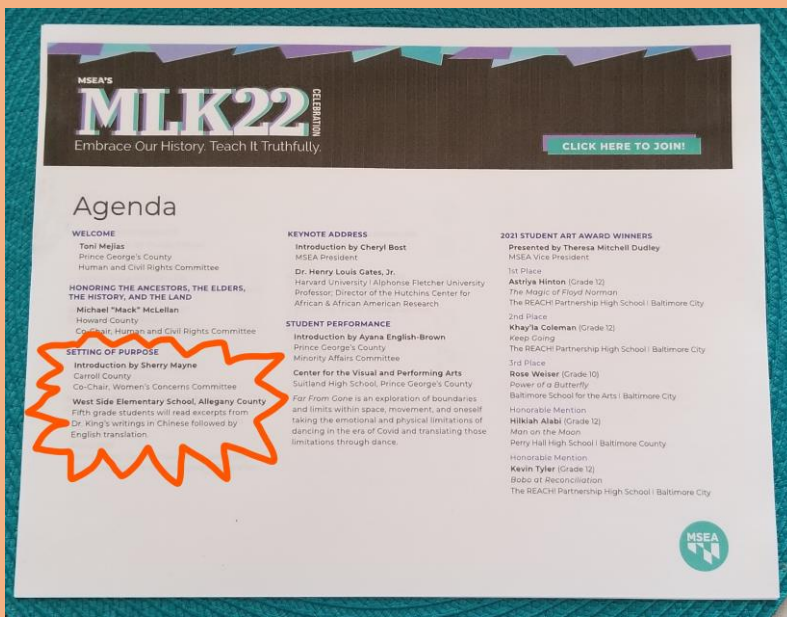 MSEA'S
MLK22
CELEBRATION
Embrace Our History. Teach It Truthfully.
CLICK HERE TO JOIN!
Agenda
WELCOME
Toni Mejias
Prince George's County
Human and Civil Rights Committee
HONORING THE ANCESTORS, THE ELDERS,
THE HISTORY, AND THE LAND
Michael "Mack" McLellan
Howard County
Co-Chair, Human and Civil Rights Committee
SETTING OF PURPOSE
Introduction by Sherry Mayne
Carroll County
Co-Chair, Women's Concerns Committee
West Side Elementary School, Allegany County
Fifth grade students will read excerpts from
Dr. King's writings in Chinese followed by
English translation.
KEYNOTE ADDRESS
Introduction by Cheryl Bost
MSEA President
Dr. Henry Louis Gates, Jr.
Harvard University | Alphonse Fletcher University
Professor; Director of the Hutchins Center for
African & African American Research
STUDENT PERFORMANCE
Introduction by Ayana English-Brown
Prince George's County
Minority Affairs Committee
Center for the Visual and Performing Arts
Suitland High School, Prince George's County
Far From Gone is an exploration of boundaries
and limits within space, movement, and oneself
taking the emotional and physical limitations of
dancing in the era of Covid and translating those
limitations through dance.
2021 STUDENT ART AWARD WINNERS
Presented by Theresa Mitchell Dudley
MSEA Vice President
1st Place
Astriya Hinton (Grade 12)
The Magic of Floyd Norman
The REACH! Partnership High School | Baltimore City
2nd Place
Khay'la Coleman (Grade 12)
Keep Going
The REACH! Partnership High School | Baltimore City
3rd Place
Rose Weiser (Grade 10)
Power of a Butterfly
Baltimore School for the Arts | Baltimore City
Honorable Mention
Hilkiah Alabi (Grade 12)
Man on the Moon
Perry Hall High School | Baltimore County
Honorable Mention
Kevin Tyler (Grade 12)
Bobo at Reconciliation
The REACH! Partnership High School | Baltimore City
MSEA